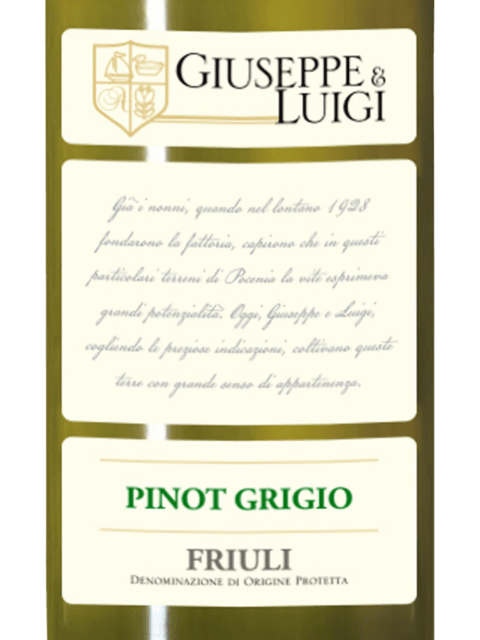 GIUSEPPE &
LUIGI
Già i nonni, quando nel lontano 1928
fondarono la fattoria, capirono che in questi
particolari terreni di Pocenia la vite esprimeva
grandi potenzialità. Oggi, Giuseppe e Luigi,
cogliendo le preziose indicazioni, coltivano queste
terre con grande senso di appartenenza.
PINOT GRIGIO
FRIULI
DENOMINAZIONE DI ORIGINE PROTETTA